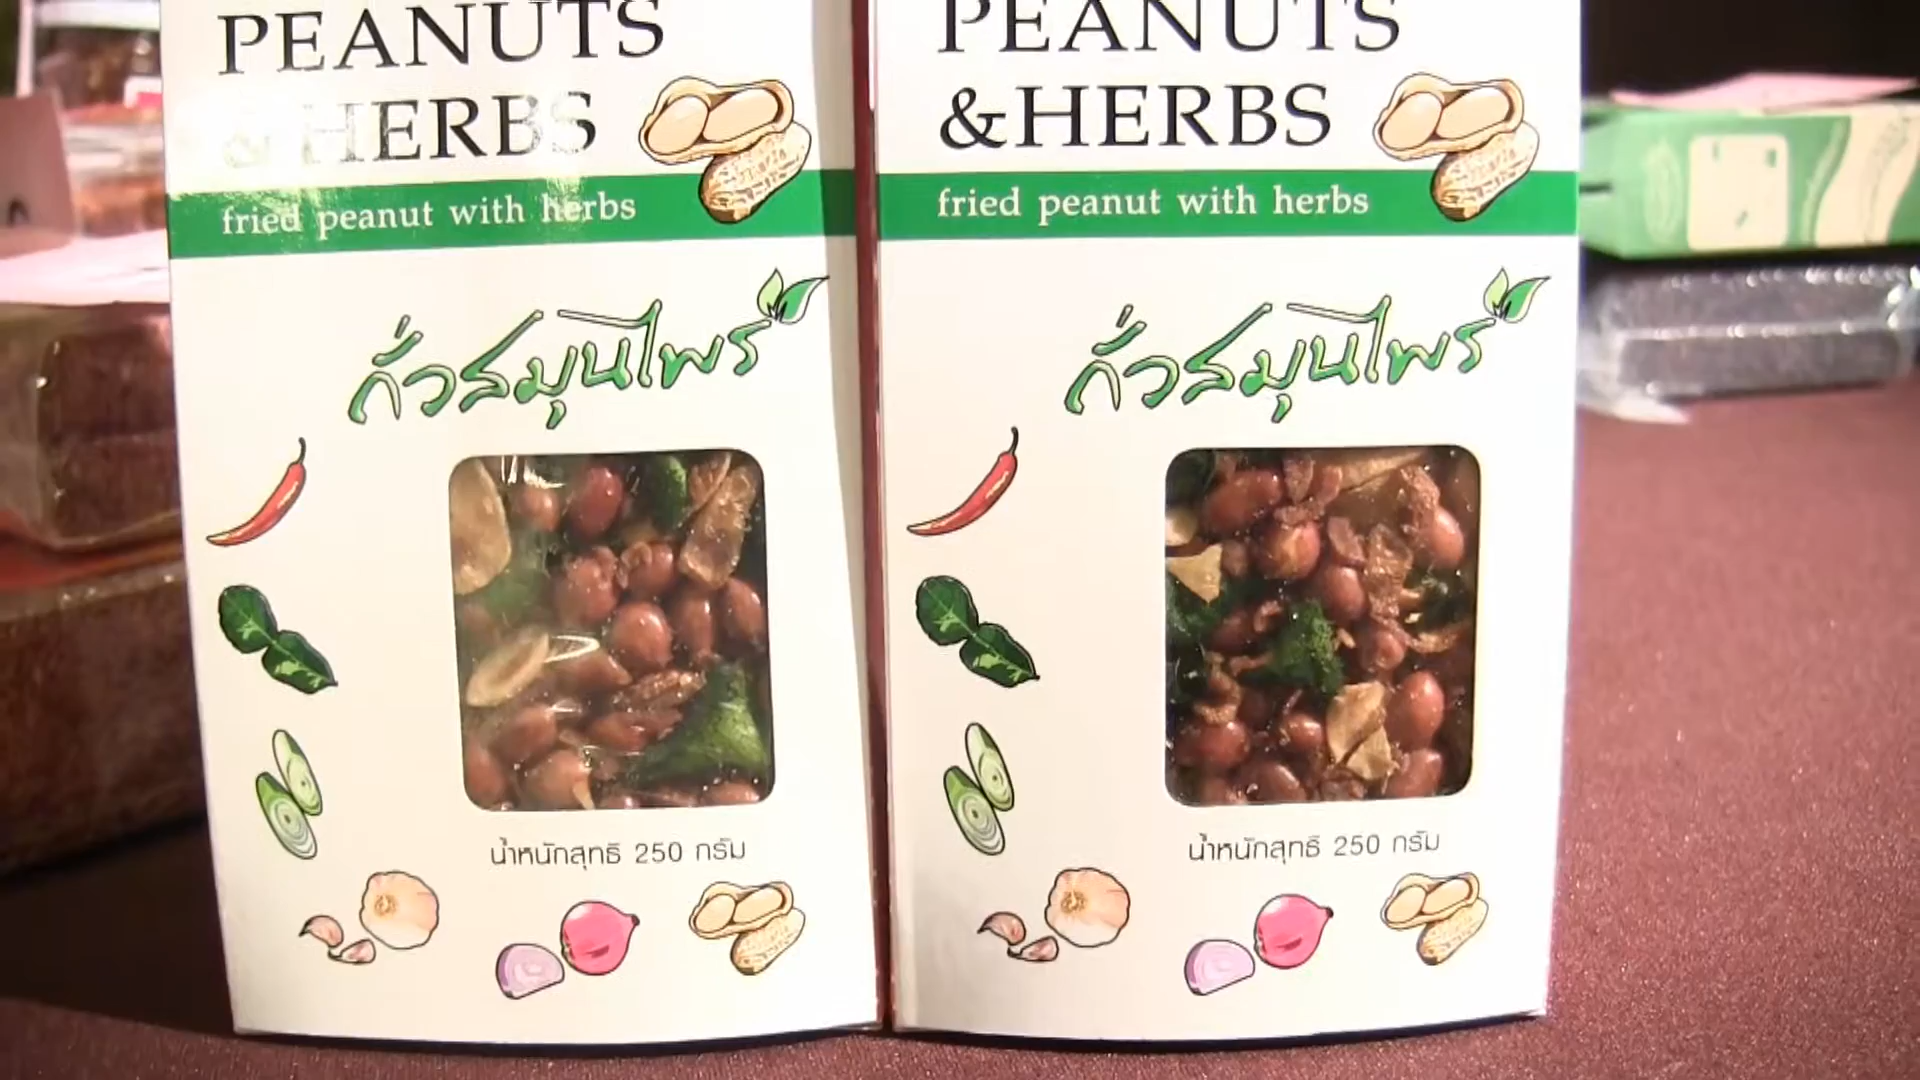 PEANUTS
&HERBS
fried peanut with herbs
ถั่วสมุนไพร
น้ำหนักสุทธิ 250 กรัม
PEANUTS
&HERBS
fried peanut with herbs
ถั่วสมุนไพร
น้ำหนักสุทธิ 250 กรัม